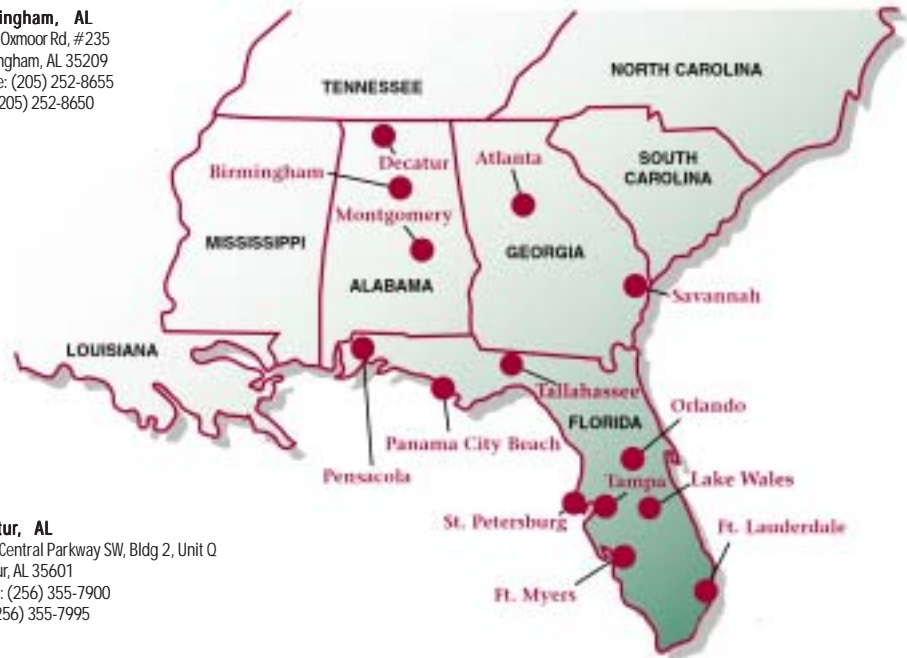 ingham, AL
Oxmoor Rd, #235
ngham, AL 35209
e: (205) 252-8655
205) 252-8650
NORTH CAROLINA
TENNESSEE
SOUTH
CAROLINA
Decatur
Atlanta
Birmingham
Montgomery
MISSISSIPPI
GEORGIA
ALABAMA
Savannah
LOUISIANA
Tallahassee
Orlando
FLORIDA
Panama City Beach
Pensacola
Tampa
Lake Wales
St. Petersburg
Ft. Lauderdale
Ft. Myers
tur, AL
Central Parkway SW, Bldg 2, Unit Q
ur, AL 35601
: (256) 355-7900
256) 355-7995